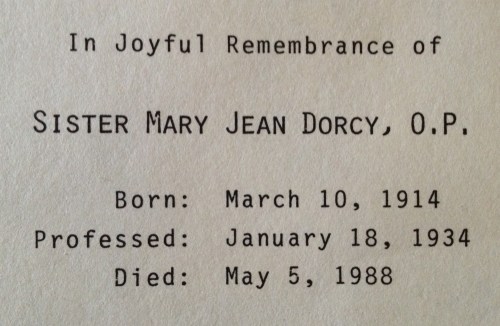 In Joyful Remembrance of
SISTER MARY JEAN DORCY, O.P.
Born: March 10, 1914
Professed: January 18, 1934
Died: May 5, 1988